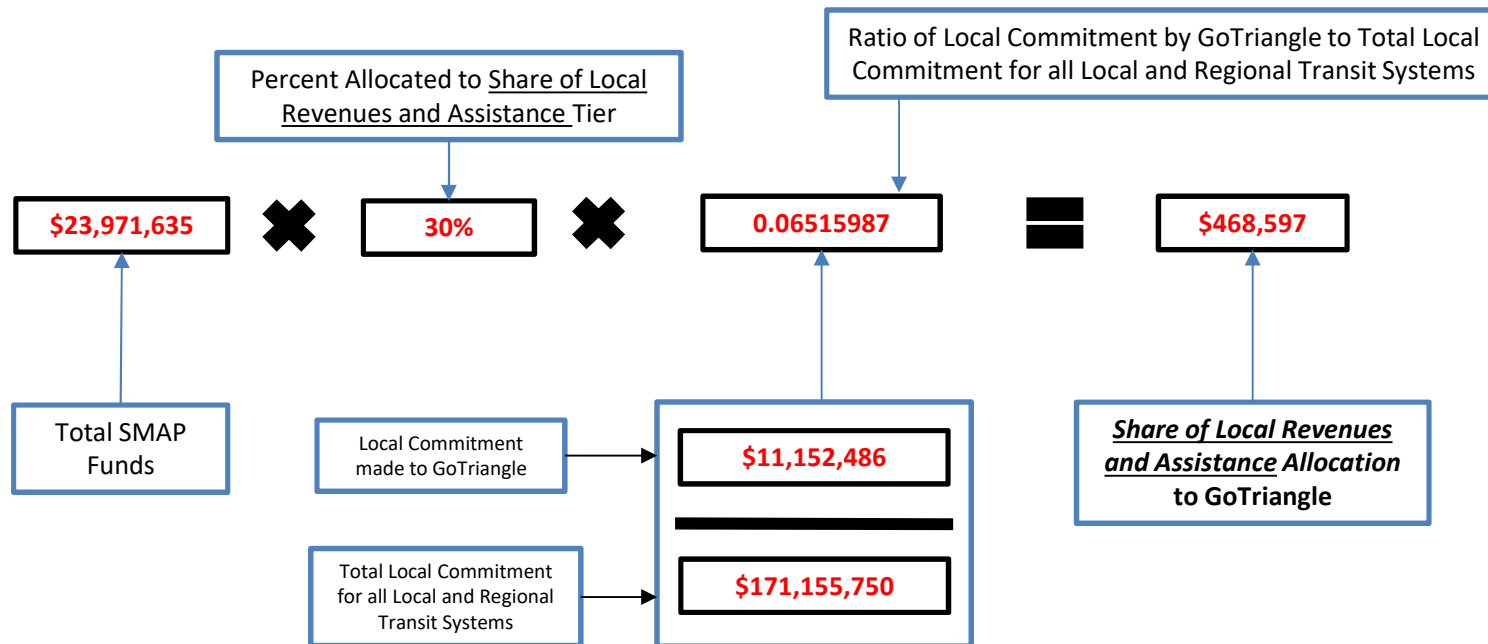 Ratio of Local Commitment by GoTriangle to Total Local
Commitment for all Local and Regional Transit Systems
Percent Allocated to Share of Local
Revenues and Assistance Tier
$23,971,635
30%
0.06515987
$468,597
Total SMAP
Funds
Local Commitment
made to GoTriangle
$11,152,486
Share of Local Revenues
and Assistance Allocation
to GoTriangle
Total Local Commitment
for all Local and Regional
Transit Systems
$171,155,750